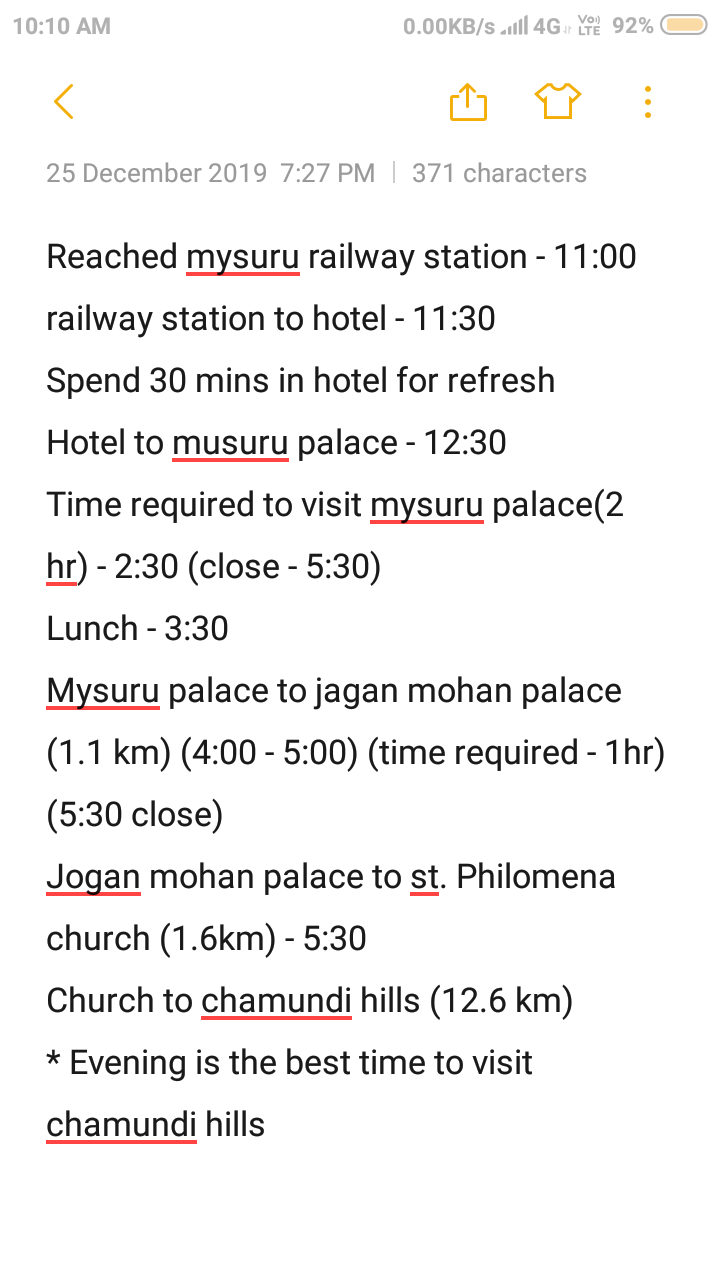 10:10 AM 0.00KB/s 4G Vo) LTE 92%
25 December 2019 7:27 PM | 371 characters
Reached mysuru railway station - 11:00
railway station to hotel - 11:30
Spend 30 mins in hotel for refresh
Hotel to musuru palace - 12:30
Time required to visit mysuru palace(2
hr) - 2:30 (close - 5:30)
Lunch - 3:30
Mysuru palace to jagan mohan palace
(1.1 km) (4:00 - 5:00) (time required - 1hr)
(5:30 close)
Jogan mohan palace to st. Philomena
church (1.6km) - 5:30
Church to chamundi hills (12.6 km)
* Evening is the best time to visit
chamundi hills